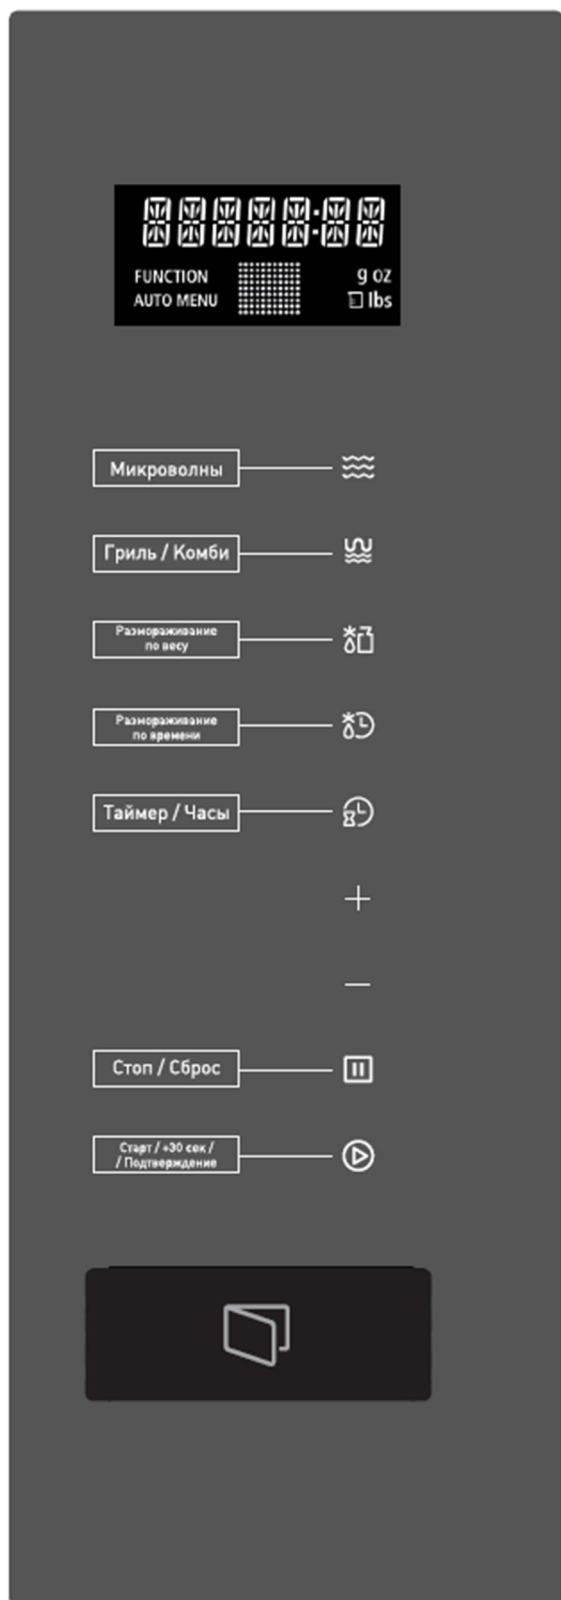 FUNCTION
g oz
AUTO MENU
lbs
Микроволны
Гриль / Комби
Размораживание
по весу
Размораживание
по времени
Таймер / Часы
+
−
Стоп / Сброс
Старт / +30 сек /
/ Подтверждение